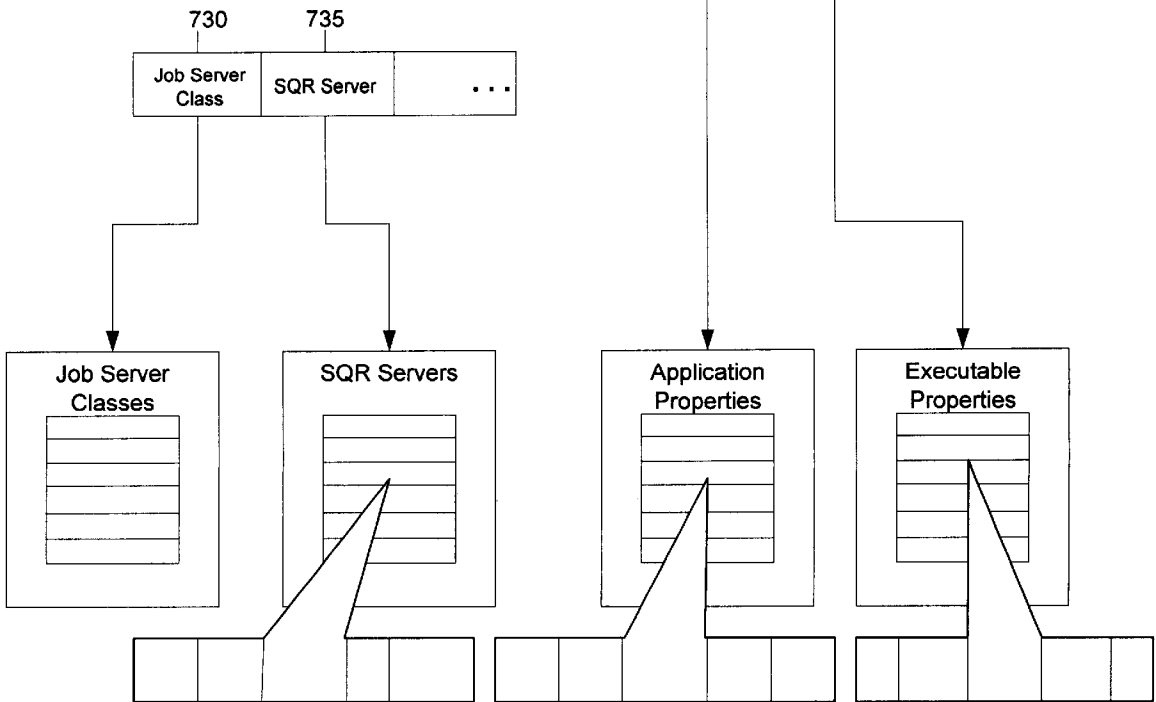 730
735
Job Server
Class
SQR Server
...
Job Server
Classes
SQR Servers
Application
Properties
Executable
Properties